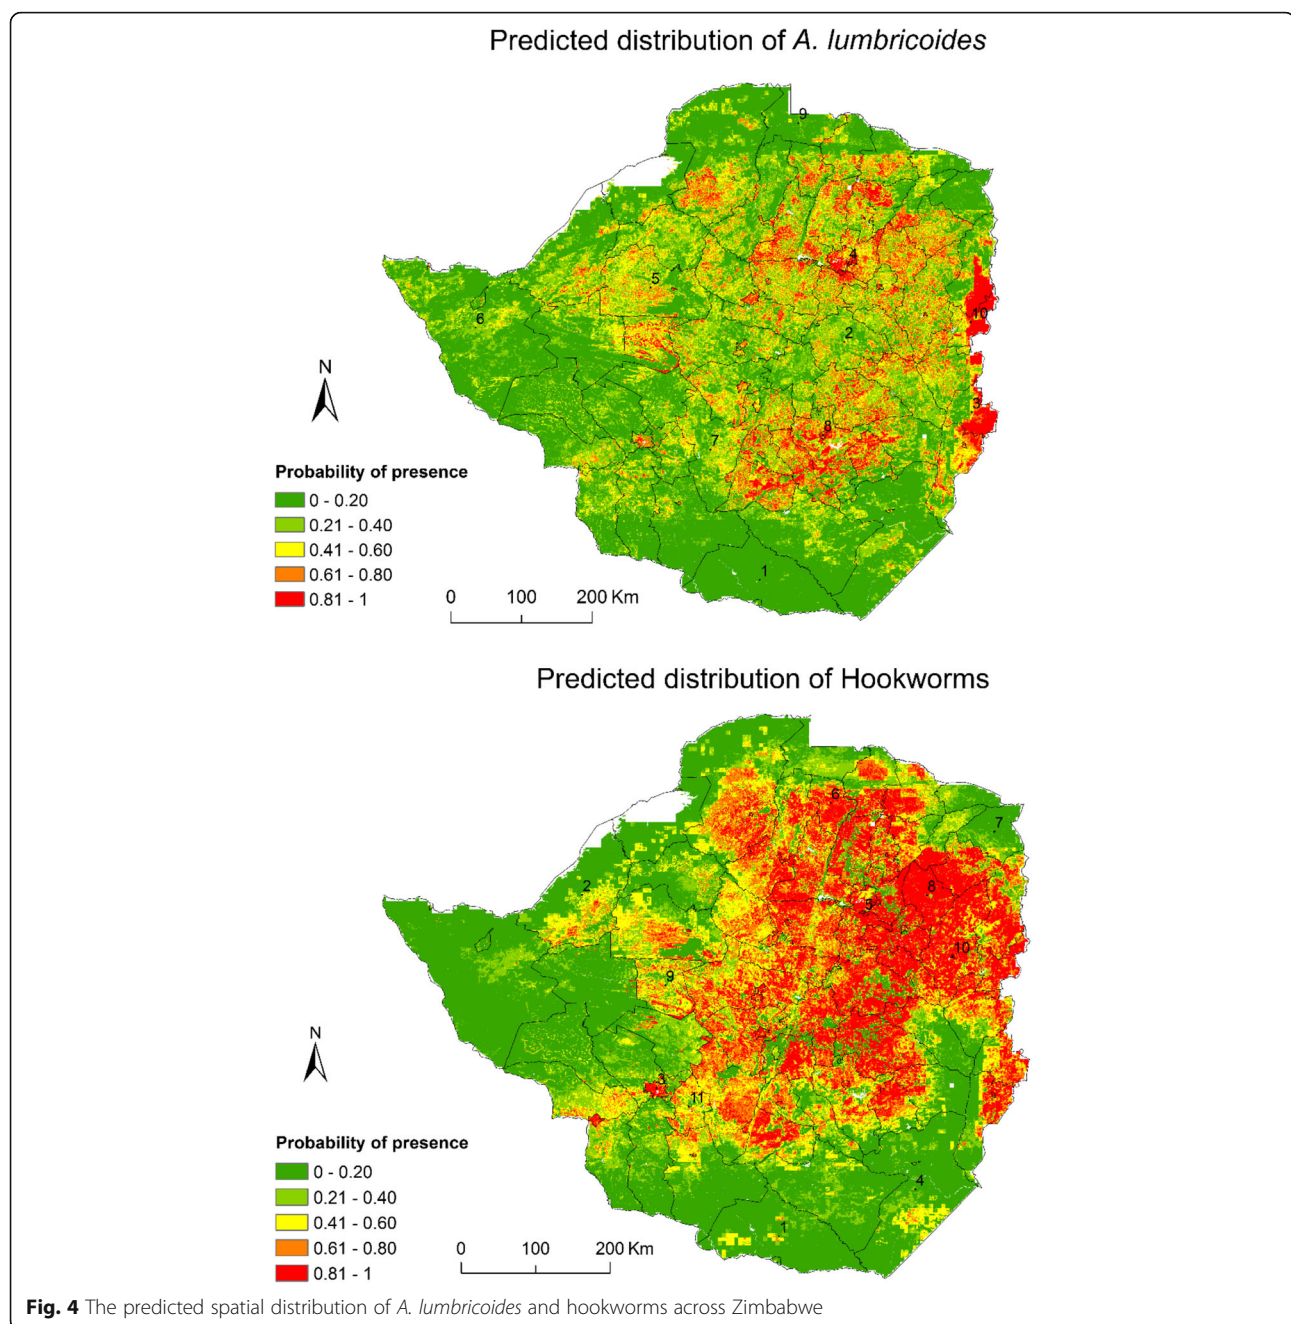 Predicted distribution of A. lumbricoides
9
4
5
10
6
2
3
8
7
1
N
Probability of presence
0 - 0.20
0.21 - 0.40
0.41 - 0.60
0.61 - 0.80
0.81 - 1
0 100 200 Km
Predicted distribution of Hookworms
6
7
2
8
5
10
9
3
11
4
1
N
Probability of presence
0 - 0.20
0.21 - 0.40
0.41 - 0.60
0.61 - 0.80
0.81 - 1
0 100 200 Km
Fig. 4 The predicted spatial distribution of A. lumbricoides and hookworms across Zimbabwe